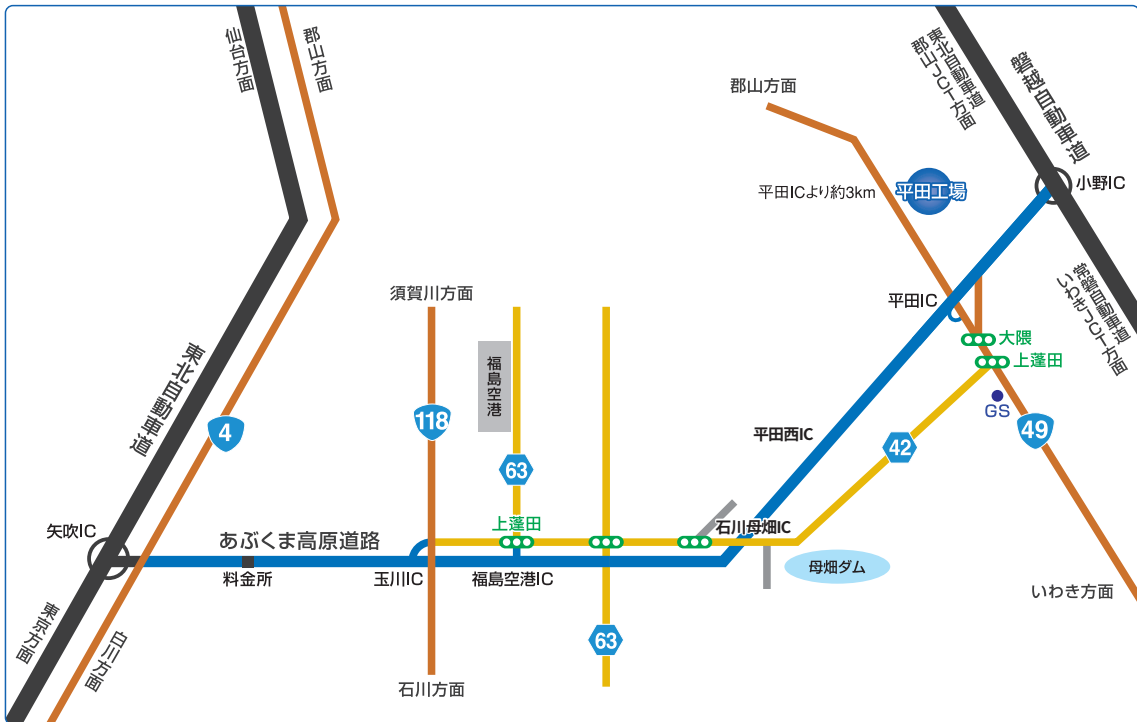 仙台方面
郡山方面
東北自動車道
郡山JCT方面
磐越自動車道
郡山方面
平田ICより約3km
平田工場
小野IC
常磐自動車道
いわきJCT方面
須賀川方面
平田IC
大隈
上蓬田
福島空港
東北自動車道
GS
4
118
49
平田西IC
42
63
矢吹IC
あぶくま高原道路
上蓬田
石川母畑IC
料金所
玉川IC
福島空港IC
母畑ダム
東京方面
白川方面
63
いわき方面
石川方面